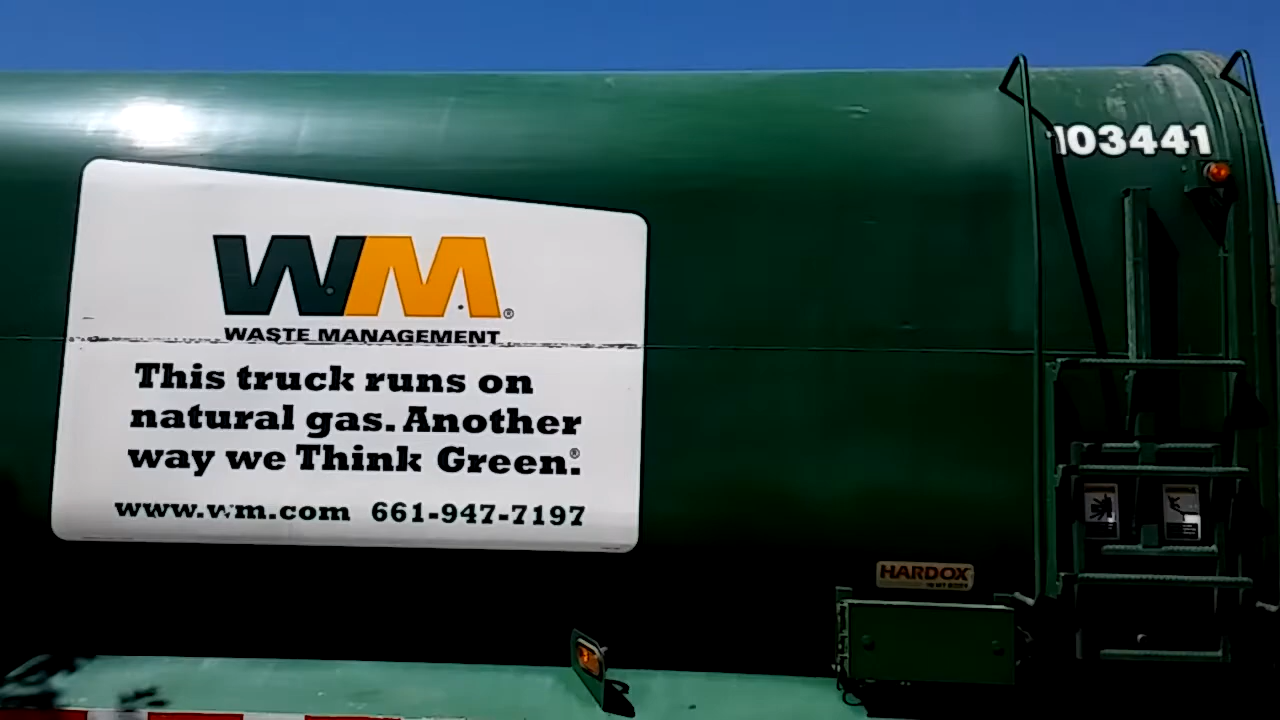 103441
WM®
WASTE MANAGEMENT
This truck runs on
natural gas. Another
way we Think Green.®
www.wm.com 661-947-7197
HARDOX